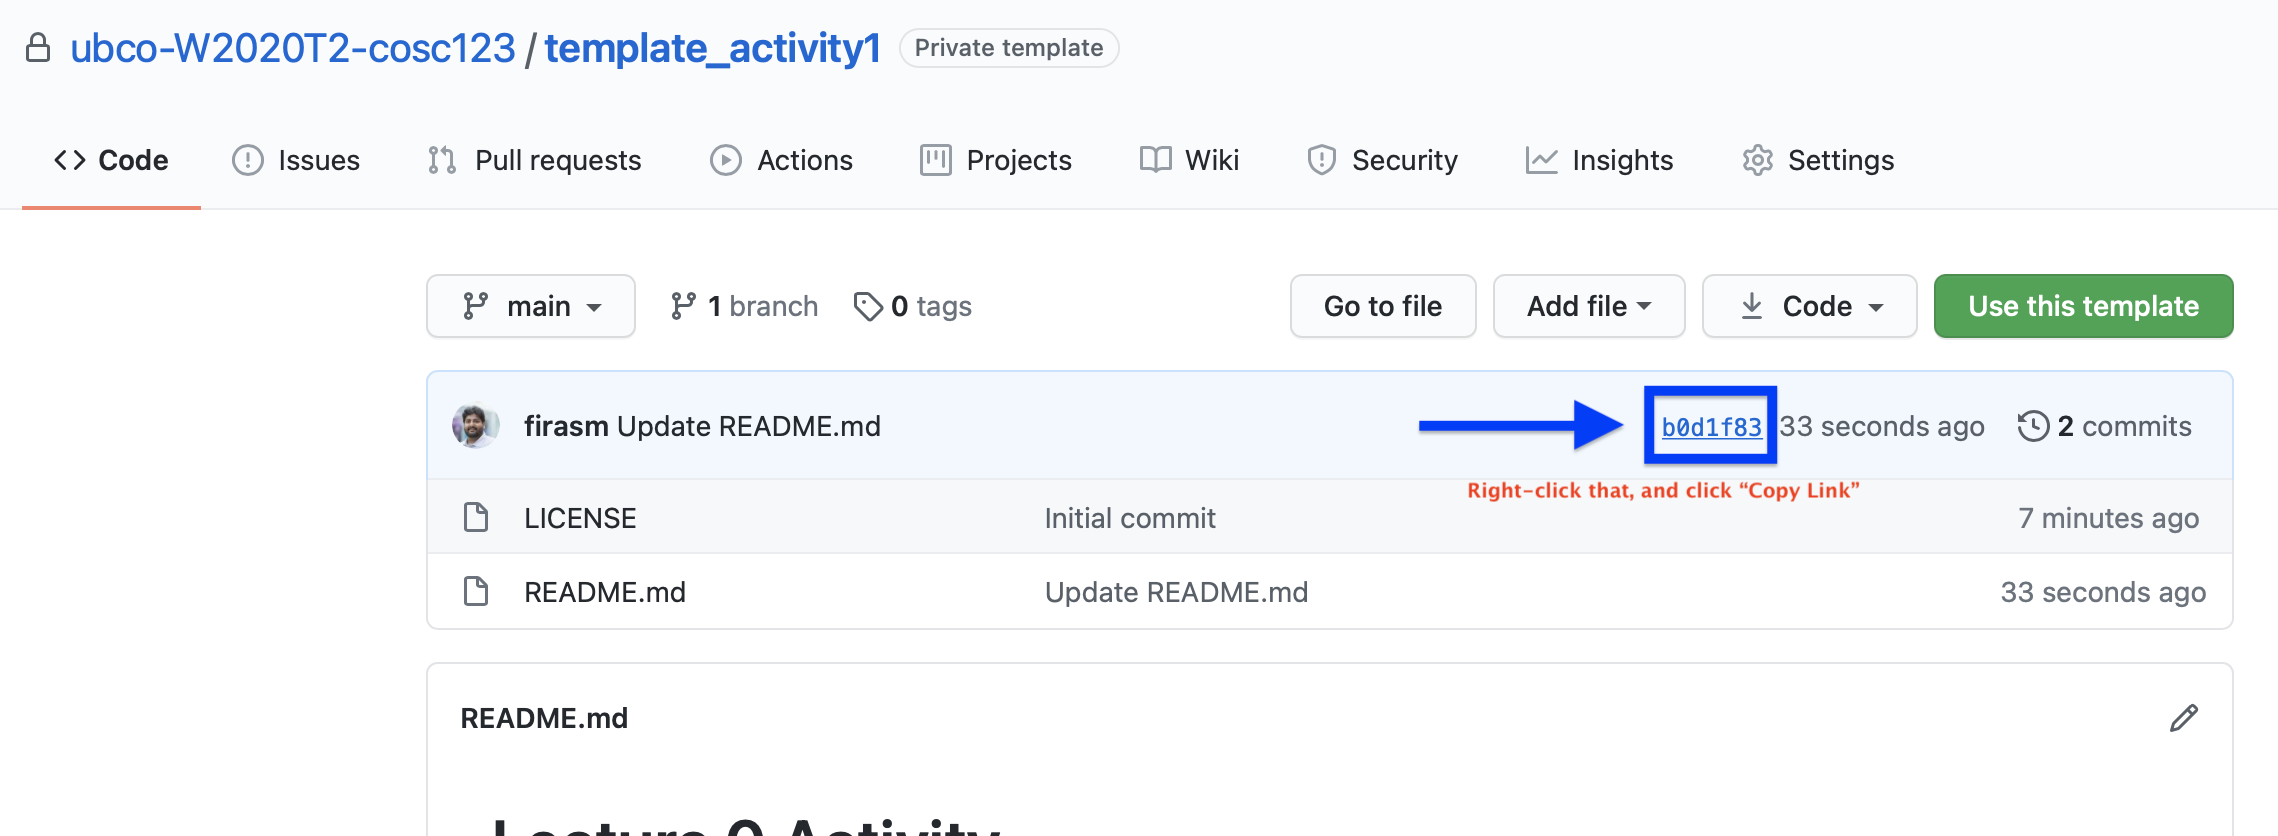 ubco-W2020T2-cosc123 / template_activity1 Private template
Code Issues Pull requests Actions Projects Wiki Security Insights Settings
main 1 branch 0 tags Go to file Add file Code Use this template
firasm Update README.md b0d1f83 33 seconds ago 2 commits
Right-click that, and click “Copy Link”
LICENSE Initial commit 7 minutes ago
README.md Update README.md 33 seconds ago
README.md
Lecture 0 Activity